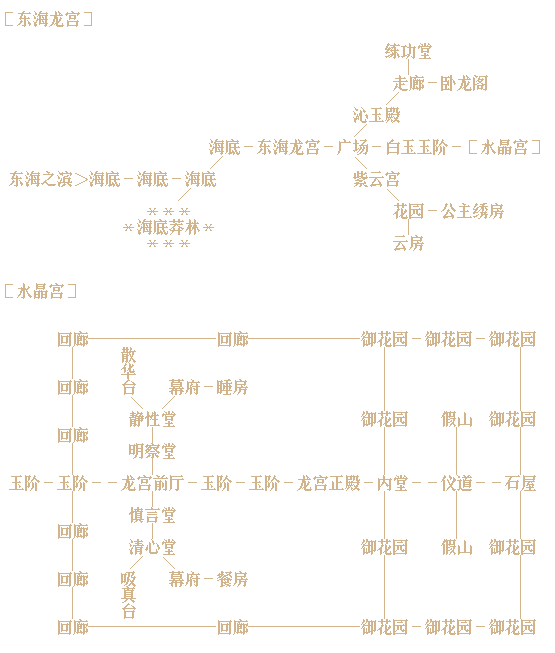 ［东海龙宫］
练功堂
走廊－卧龙阁
沁玉殿
海底－东海龙宫－广场－白玉玉阶－［水晶宫］
东海之滨＞海底－海底－海底 紫云宫
＊＊＊ 花园－公主绣房
＊海底莽林＊
＊＊＊ 云房
［水晶宫］
回廊 回廊 御花园－御花园－御花园
散
华
回廊 台 幕府－睡房
静性堂 御花园 假山 御花园
回廊
明察堂
玉阶－玉阶－－龙宫前厅－玉阶－玉阶－龙宫正殿－内堂－－仪道－－石屋
慎言堂
回廊
清心堂 御花园 假山 御花园
回廊 吸 幕府－餐房
真
台
回廊 回廊 御花园－御花园－御花园